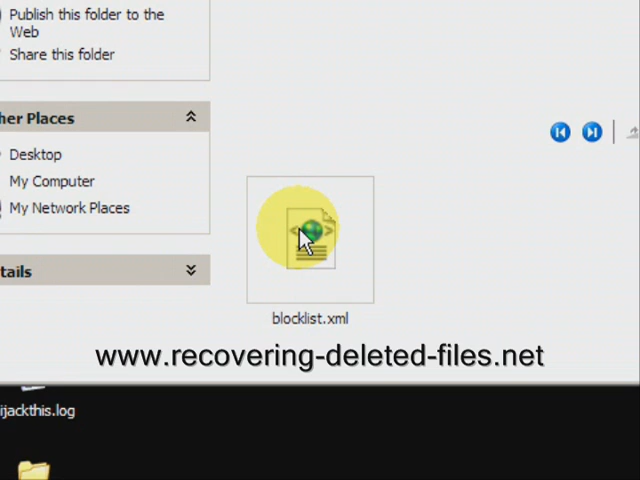 Publish this folder to the
Web
Share this folder
her Places
Desktop
My Computer
My Network Places
tails
blocklist.xml
www.recovering-deleted-files.net
ijackthis.log